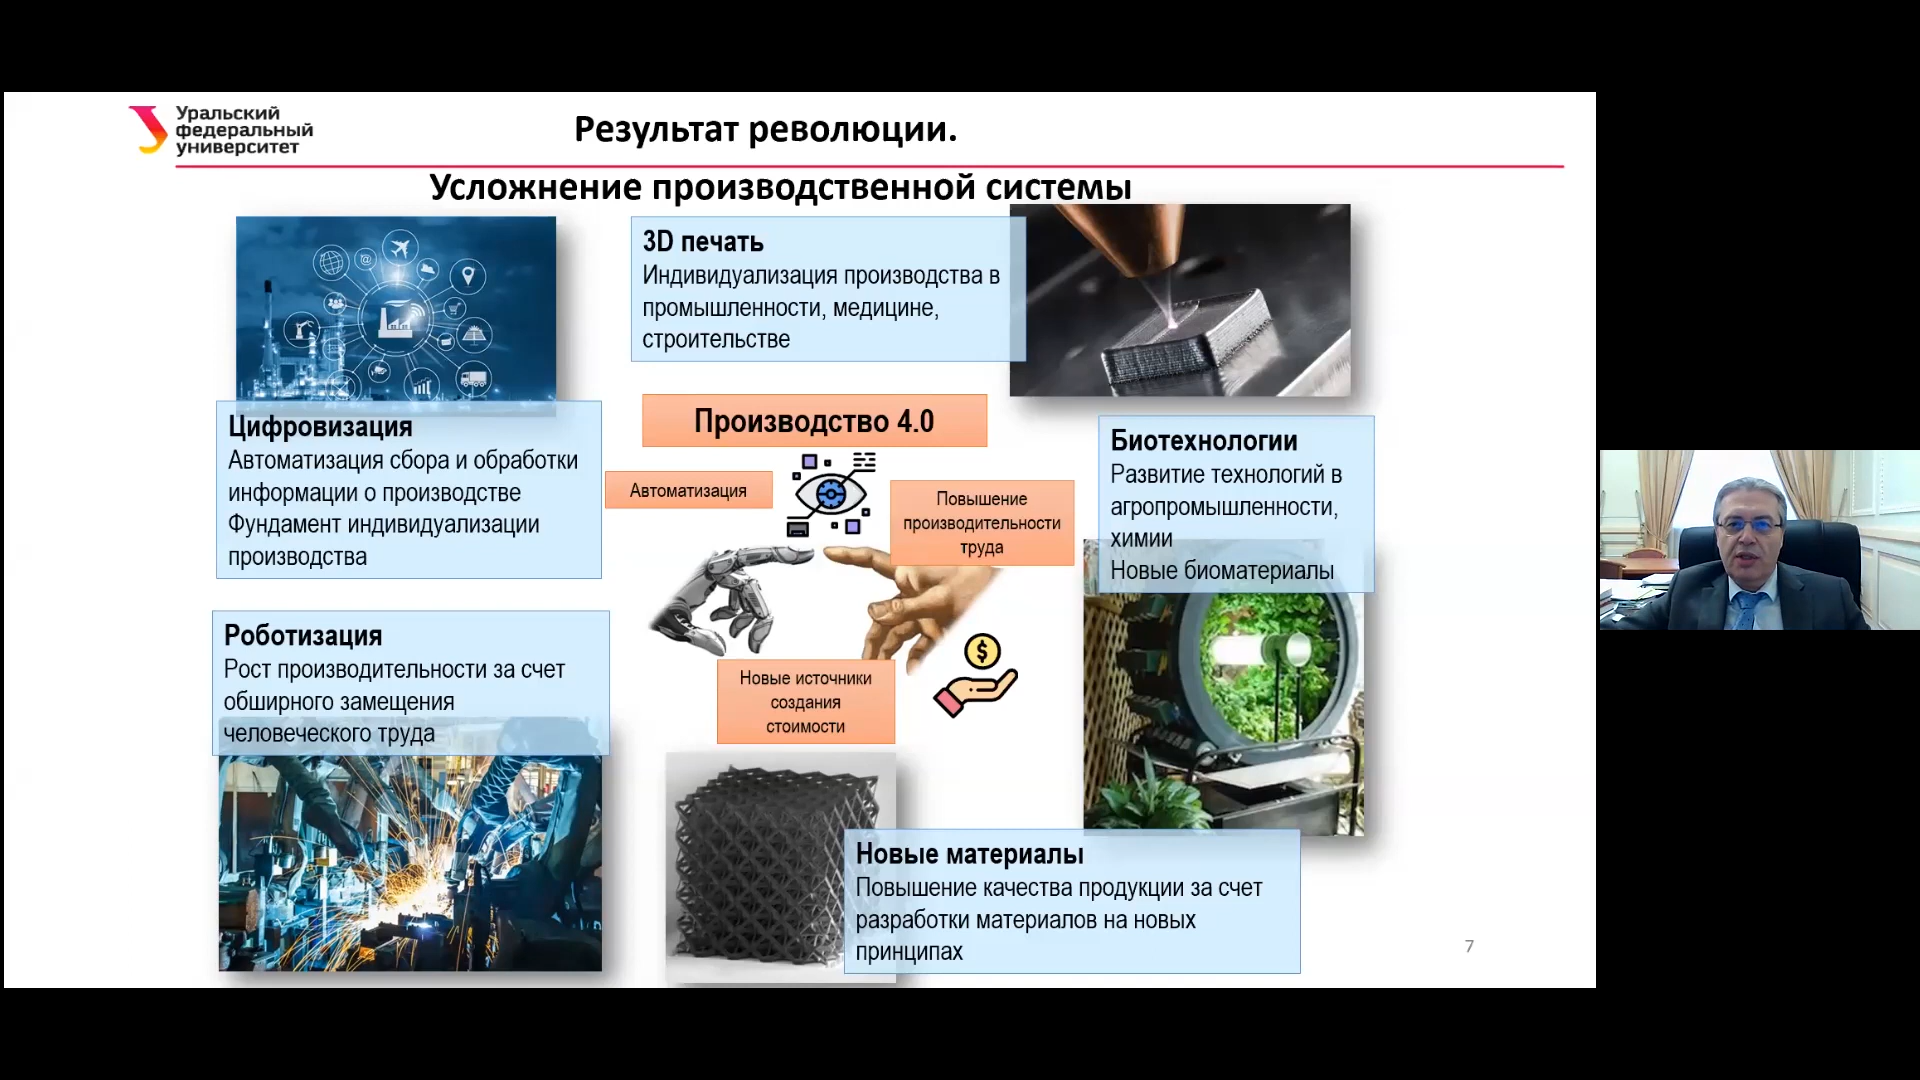 Уральский
федеральный
университет
Результат революции.
Усложнение производственной системы
3D печать
Индивидуализация производства в
промышленности, медицине,
строительстве
Цифровизация
Автоматизация сбора и обработки
информации о производстве
Фундамент индивидуализации
производства
Производство 4.0
Автоматизация
Повышение
производительности
труда
Биотехнологии
Развитие технологий в
агропромышленности,
химии
Новые биоматериалы
Роботизация
Рост производительности за счет
обширного замещения
человеческого труда
Новые источники
создания
стоимости
Новые материалы
Повышение качества продукции за счет
разработки материалов на новых
принципах
7